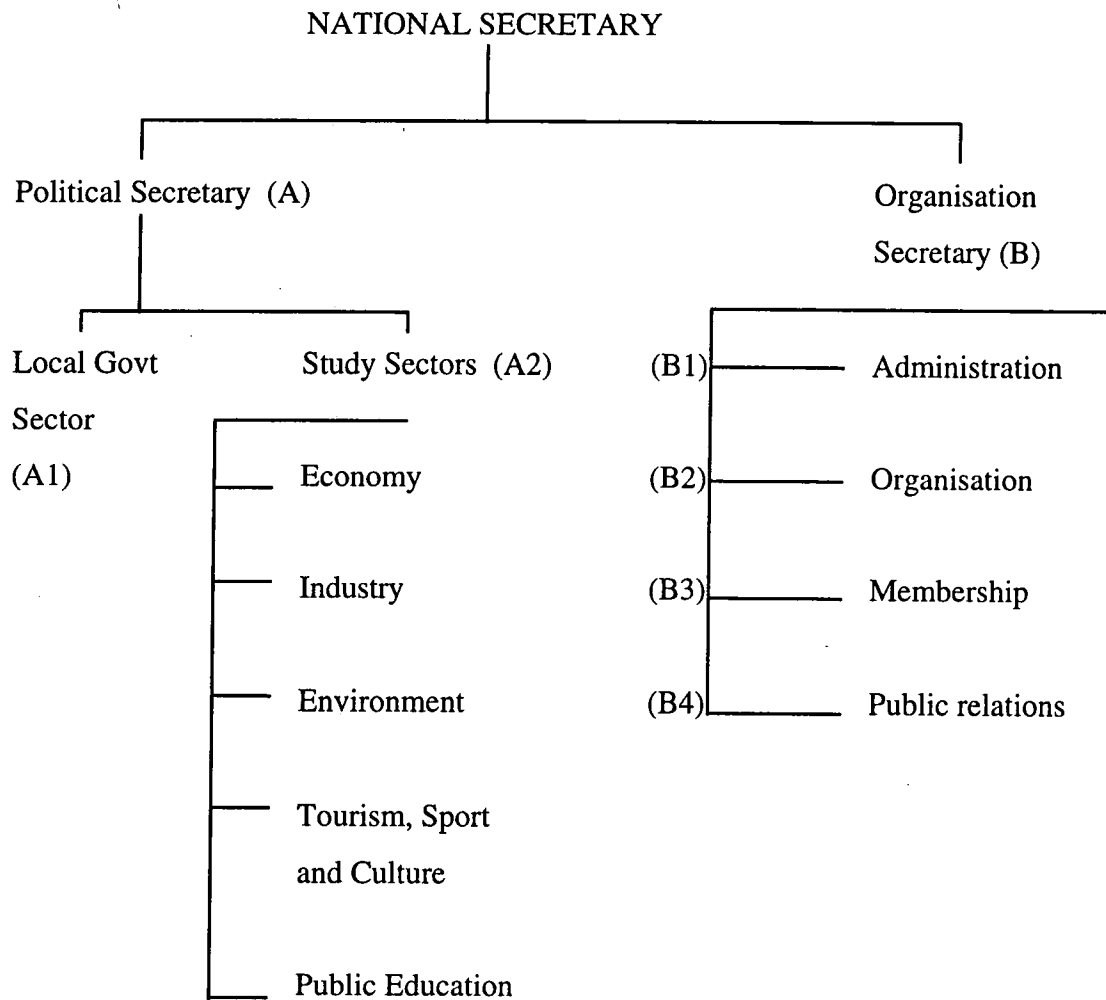 NATIONAL SECRETARY
Political Secretary (A)
Organisation
Secretary (B)
Local Govt
Sector
(A1)
Study Sectors (A2)
Economy
Industry
Environment
Tourism, Sport
and Culture
Public Education
(B1) Administration
(B2) Organisation
(B3) Membership
(B4) Public relations